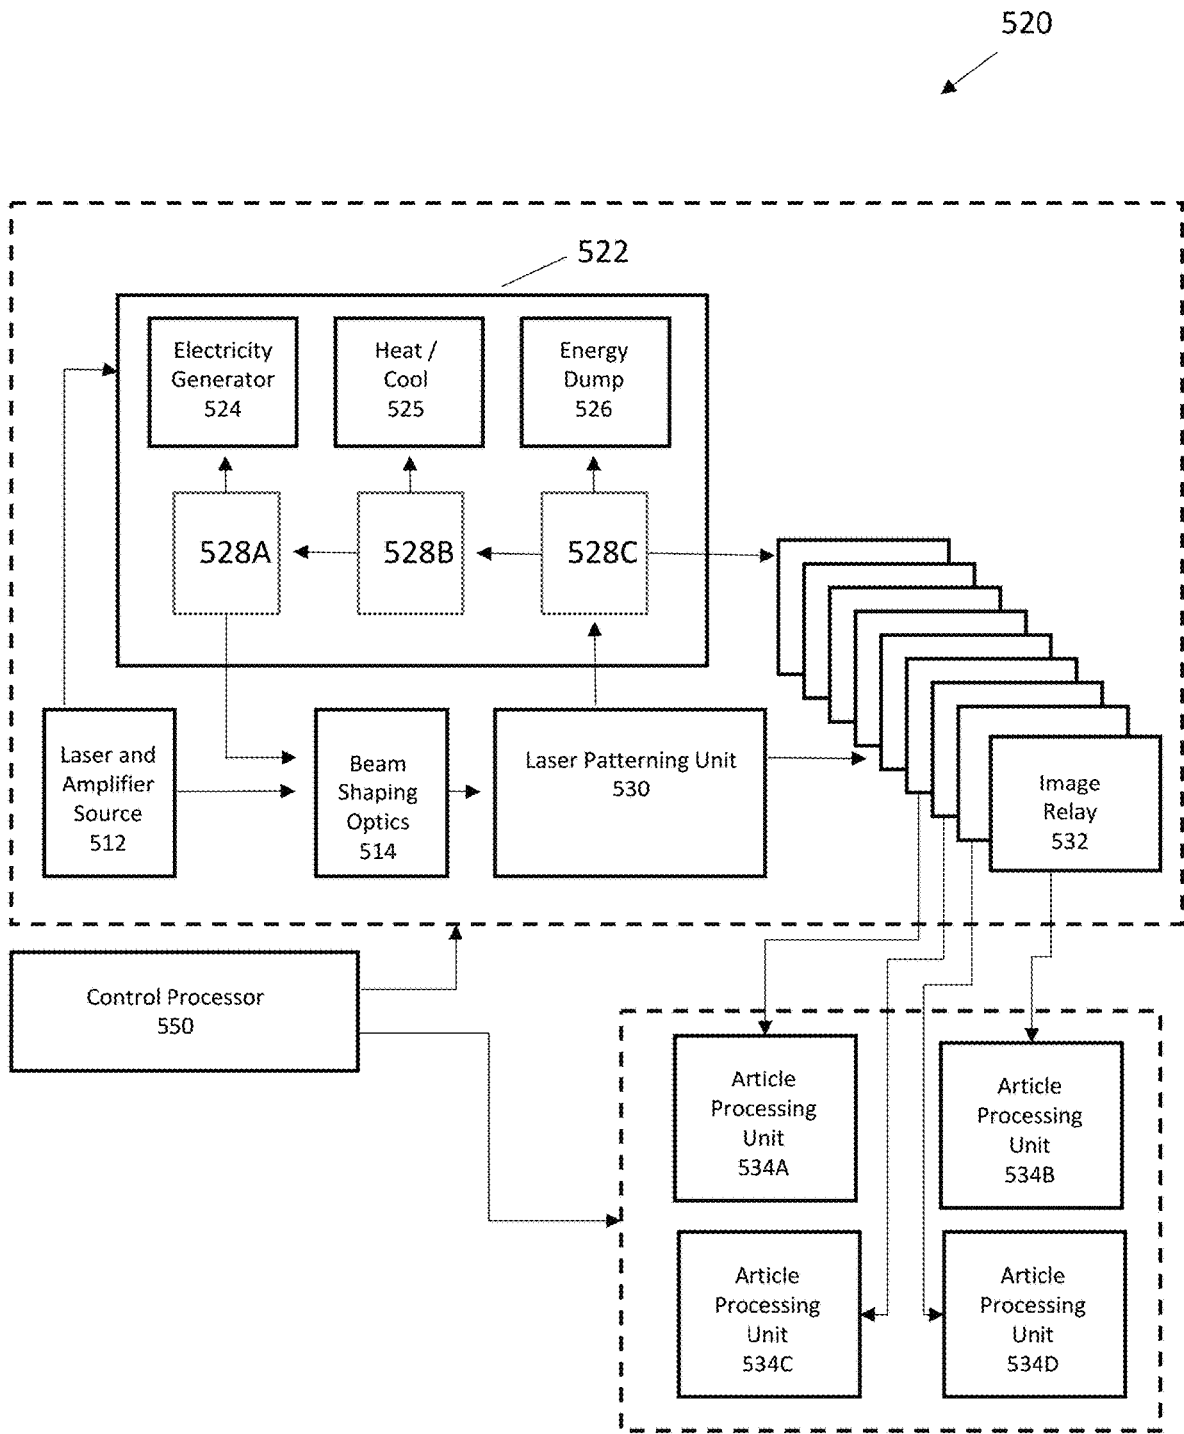 520
522
Electricity
Generator
524
Heat /
Cool
525
Energy
Dump
526
528A
528B
528C
Laser and
Amplifier
Source
512
Beam
Shaping
Optics
514
Laser Patterning Unit
530
Image
Relay
532
Control Processor
550
Article
Processing
Unit
534A
Article
Processing
Unit
534B
Article
Processing
Unit
534C
Article
Processing
Unit
534D